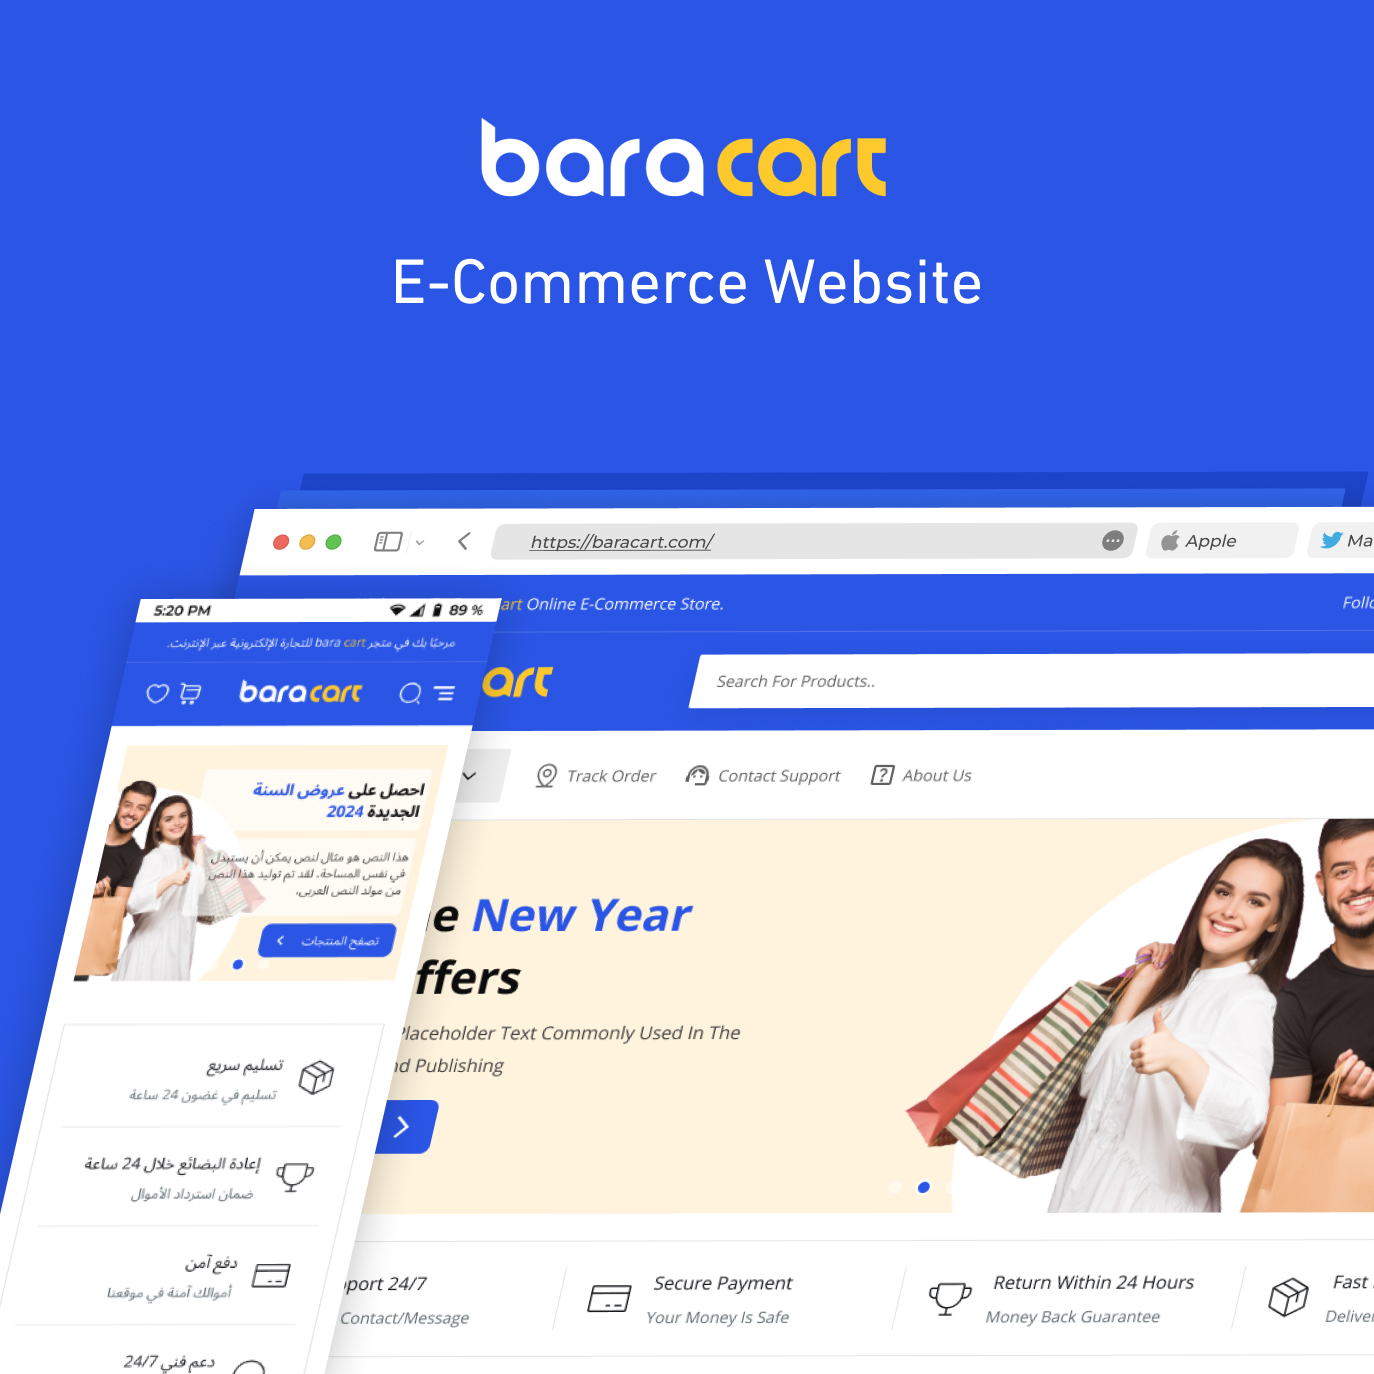 baracart
E-Commerce Website
https://baracart.com/
Apple
Ma
art Online E-Commerce Store.
Follo
art
Search For Products..
Track Order
Contact Support
About Us
New Year
ffers
Placeholder Text Commonly Used In The
nd Publishing
port 24/7
Contact/Message
Secure Payment
Your Money Is Safe
Return Within 24 Hours
Money Back Guarantee
Fast
Deliver
5:20 PM
89 %
مرحبًا بك في متجر bara cart للتجارة الإلكترونية عبر الإنترنت.
baracart
احصل على عروض السنة
الجديدة 2024
هذا النص هو مثال لنص يمكن أن يستبدل
في نفس المساحة، لقد تم توليد هذا النص
من مولد النص العربى،
تصفح المنتجات
تسليم سريع
تسليم في غضون 24 ساعة
إعادة البضائع خلال 24 ساعة
ضمان استرداد الأموال
دفع آمن
أموالك آمنة في موقعنا
دعم فني 24/7